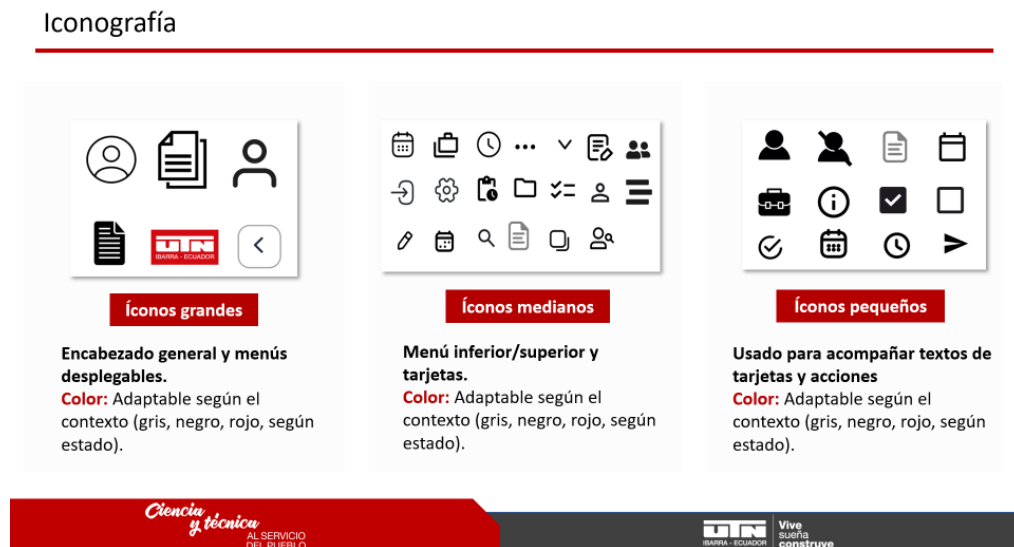 Iconografía
UTN
IBARRA - ECUADOR
Íconos grandes
Encabezado general y menús
desplegables.
Color: Adaptable según el
contexto (gris, negro, rojo, según
estado).
Íconos medianos
Menú inferior/superior y
tarjetas.
Color: Adaptable según el
contexto (gris, negro, rojo, según
estado).
Íconos pequeños
Usado para acompañar textos de
tarjetas y acciones
Color: Adaptable según el
contexto (gris, negro, rojo, según
estado).
Ciencia
y técnica
AL SERVICIO
DEL PUEBLO
UTN
IBARRA - ECUADOR
Vive
sueña
construye